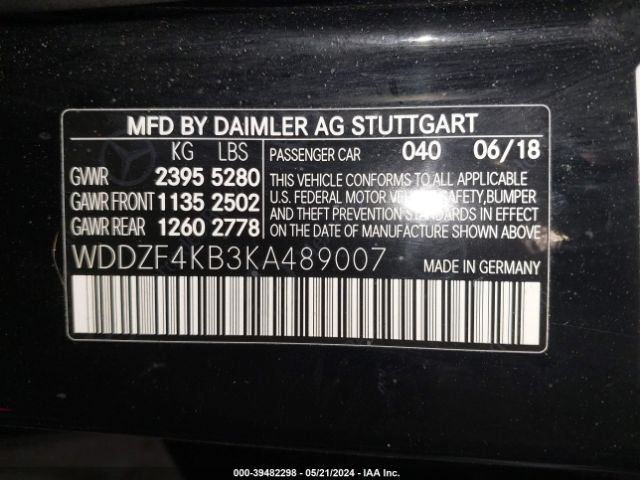 MFD BY DAIMLER AG STUTTGART
KG LBS PASSENGER CAR 040 06/18
GVWR 2395 5280 THIS VEHICLE CONFORMS TO ALL APPLICABLE
GAWR FRONT 1135 2502 U.S. FEDERAL MOTOR VEHICLE SAFETY, BUMPER
AND THEFT PREVENTION STANDARDS IN EFFECT
GAWR REAR 1260 2778 ON THE DATE OF MANUFACTURE SHOWN ABOVE.
WDDZF4KB3KA489007 MADE IN GERMANY
000-39482298 - 05/21/2024 - IAA Inc.